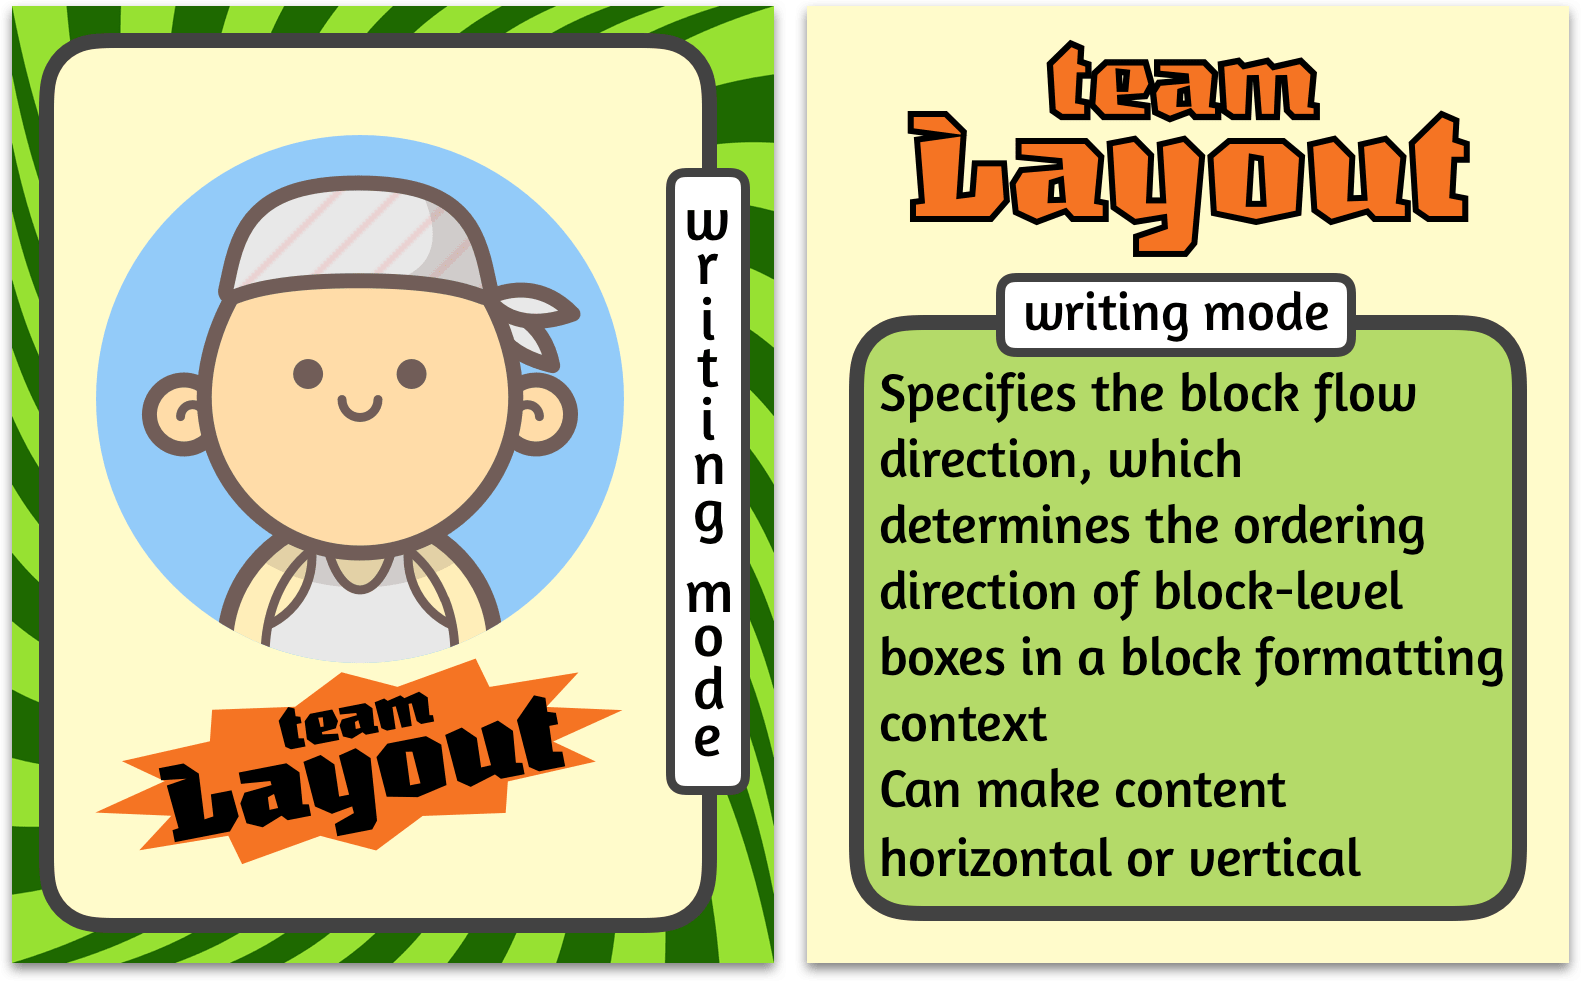 team
Layout
writing mode
team
Layout
writing mode
Specifies the block flow
direction, which
determines the ordering
direction of block-level
boxes in a block formatting
context
Can make content
horizontal or vertical